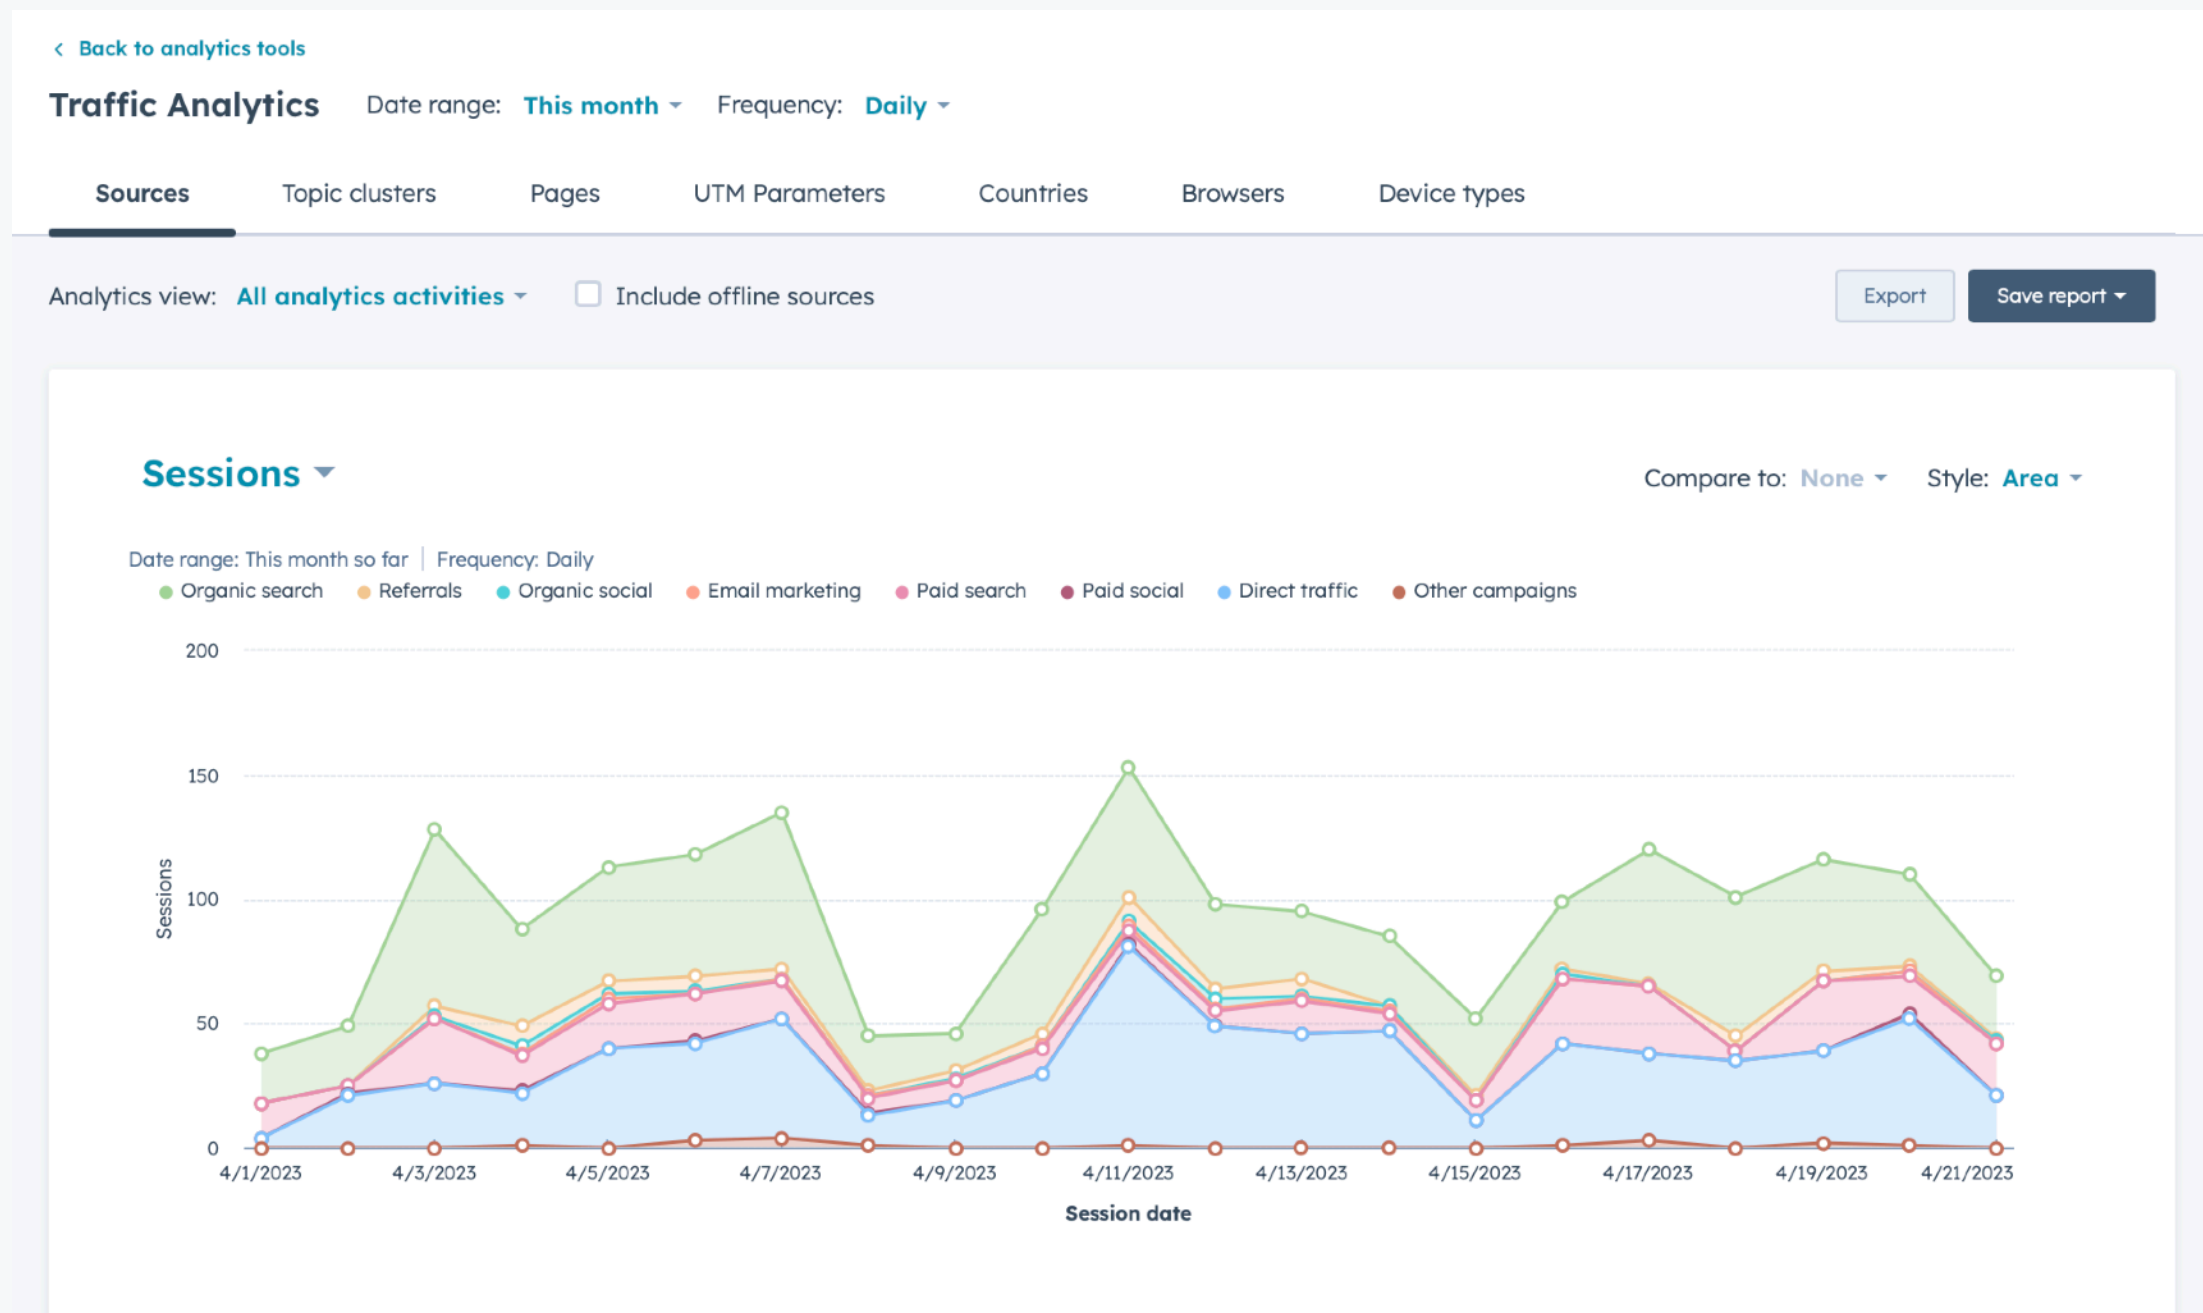 Back to analytics tools
Traffic Analytics Date range: This month Frequency: Daily
Sources Topic clusters Pages UTM Parameters Countries Browsers Device types
Analytics view: All analytics activities Include offline sources Export Save report
Sessions Compare to: None Style: Area
Date range: This month so far Frequency: Daily
Organic search Referrals Organic social Email marketing Paid search Paid social Direct traffic Other campaigns
200
150
100
50
0
Sessions
4/1/2023 4/3/2023 4/5/2023 4/7/2023 4/9/2023 4/11/2023 4/13/2023 4/15/2023 4/17/2023 4/19/2023 4/21/2023
Session date